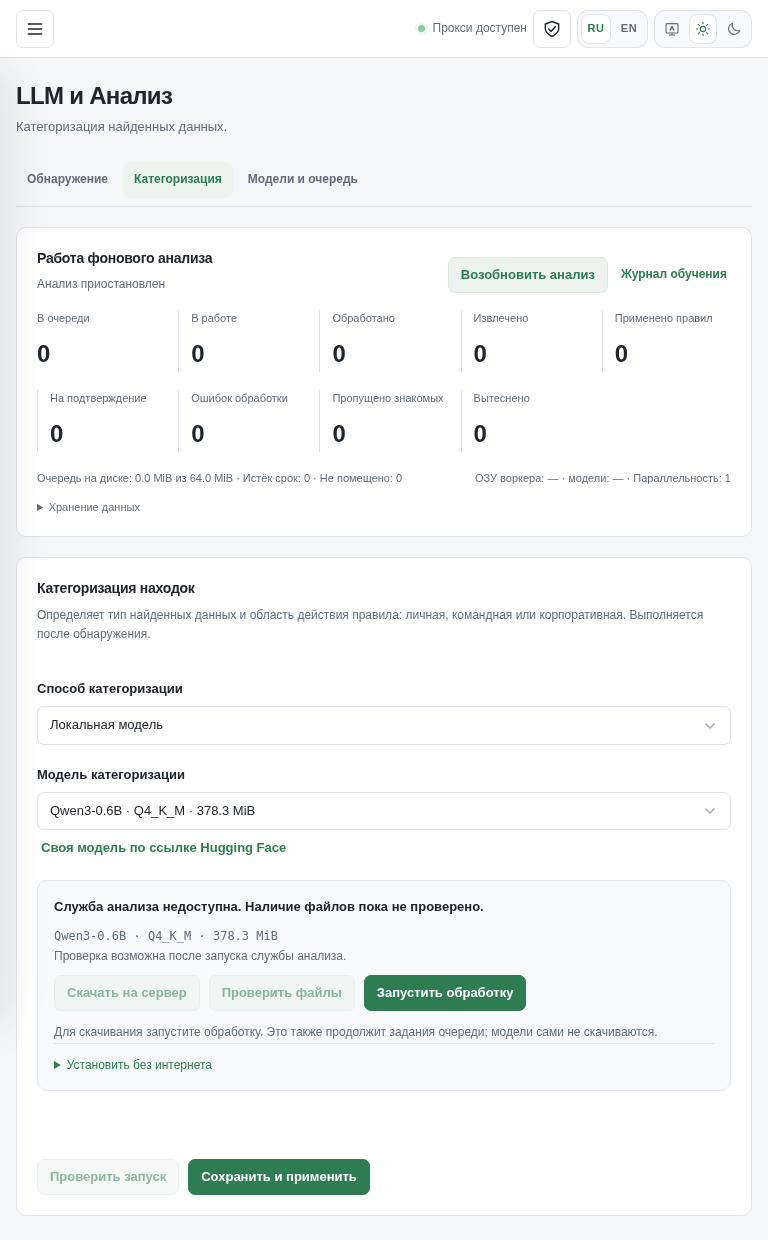 Прокси доступен
RU EN
LLM и Анализ
Категоризация найденных данных.
Обнаружение Категоризация Модели и очередь
Работа фонового анализа
Анализ приостановлен
Возобновить анализ Журнал обучения
В очереди В работе Обработано Извлечено Применено правил
0 0 0 0 0
На подтверждение Ошибок обработки Пропущено знакомых Вытеснено
0 0 0 0
Очередь на диске: 0.0 MiB из 64.0 MiB · Истёк срок: 0 · Не помещено: 0 ОЗУ воркера: — · модели: — · Параллельность: 1
Хранение данных
Категоризация находок
Определяет тип найденных данных и область действия правила: личная, командная или корпоративная. Выполняется
после обнаружения.
Способ категоризации
Локальная модель
Модель категоризации
Qwen3-0.6B · Q4_K_M · 378.3 MiB
Своя модель по ссылке Hugging Face
Служба анализа недоступна. Наличие файлов пока не проверено.
Qwen3-0.6B · Q4_K_M · 378.3 MiB
Проверка возможна после запуска службы анализа.
Скачать на сервер Проверить файлы Запустить обработку
Для скачивания запустите обработку. Это также продолжит задания очереди; модели сами не скачиваются.
Установить без интернета
Проверить запуск Сохранить и применить